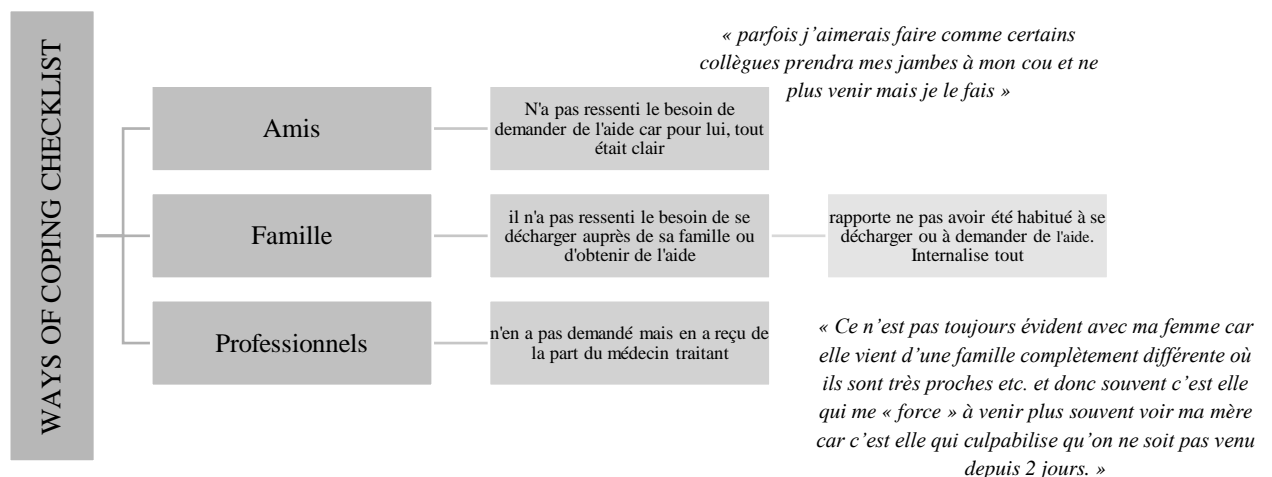 WAYS OF COPING CHECKLIST
« parfois j’aimerais faire comme certains
collègues prendra mes jambes à mon cou et ne
plus venir mais je le fais »
Amis
N'a pas ressenti le besoin de
demander de l'aide car pour lui, tout
était clair
Famille
il n'a pas ressenti le besoin de se
décharger auprès de sa famille ou
d'obtenir de l'aide
rapporte ne pas avoir été habitué à se
décharger ou à demander de l'aide.
Internalise tout
Professionnels
n'en a pas demandé mais en a reçu de
la part du médecin traitant
« Ce n’est pas toujours évident avec ma femme car
elle vient d’une famille complètement différente où
ils sont très proches etc. et donc souvent c’est elle
qui me « force » à venir plus souvent voir ma mère
car c’est elle qui culpabilise qu’on ne soit pas venu
depuis 2 jours. »